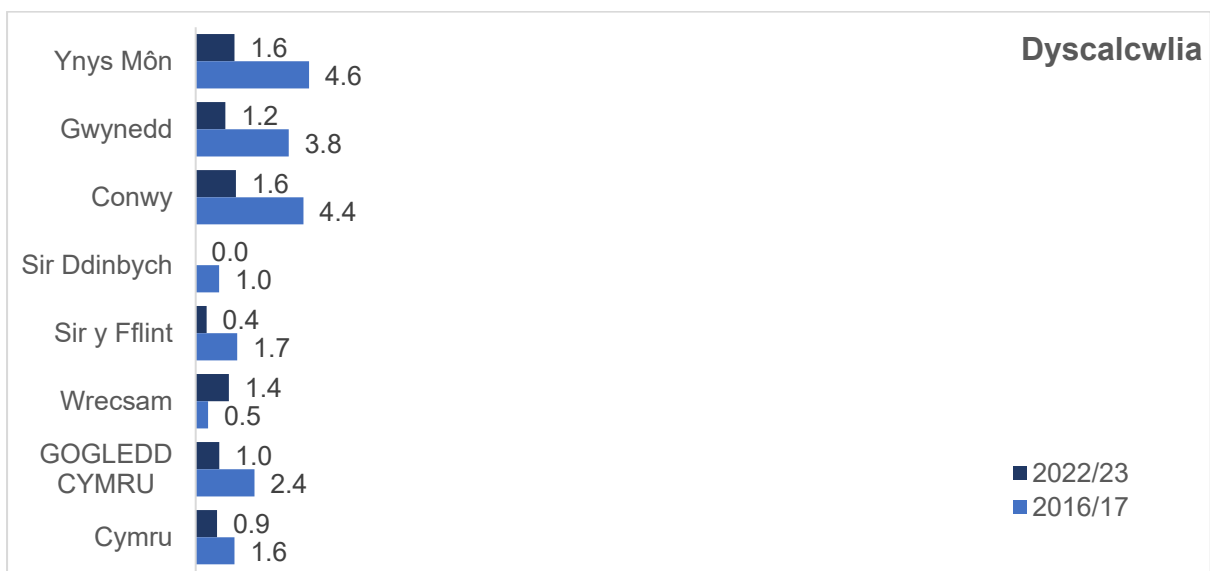 Dyscalcwlia
Ynys Môn
1.6
4.6
Gwynedd
1.2
3.8
Conwy
1.6
4.4
Sir Ddinbych
0.0
1.0
Sir y Fflint
0.4
1.7
Wrecsam
1.4
0.5
GOGLEDD
CYMRU
1.0
2.4
Cymru
0.9
1.6
2022/23
2016/17